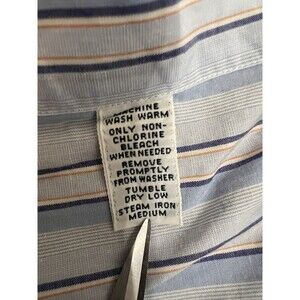 MACHINE
WASH WARM
ONLY NON-
CHLORINE
BLEACH
WHEN NEEDED
REMOVE
PROMPTLY
FROM WASHER
TUMBLE
DRY LOW
STEAM IRON
MEDIUM